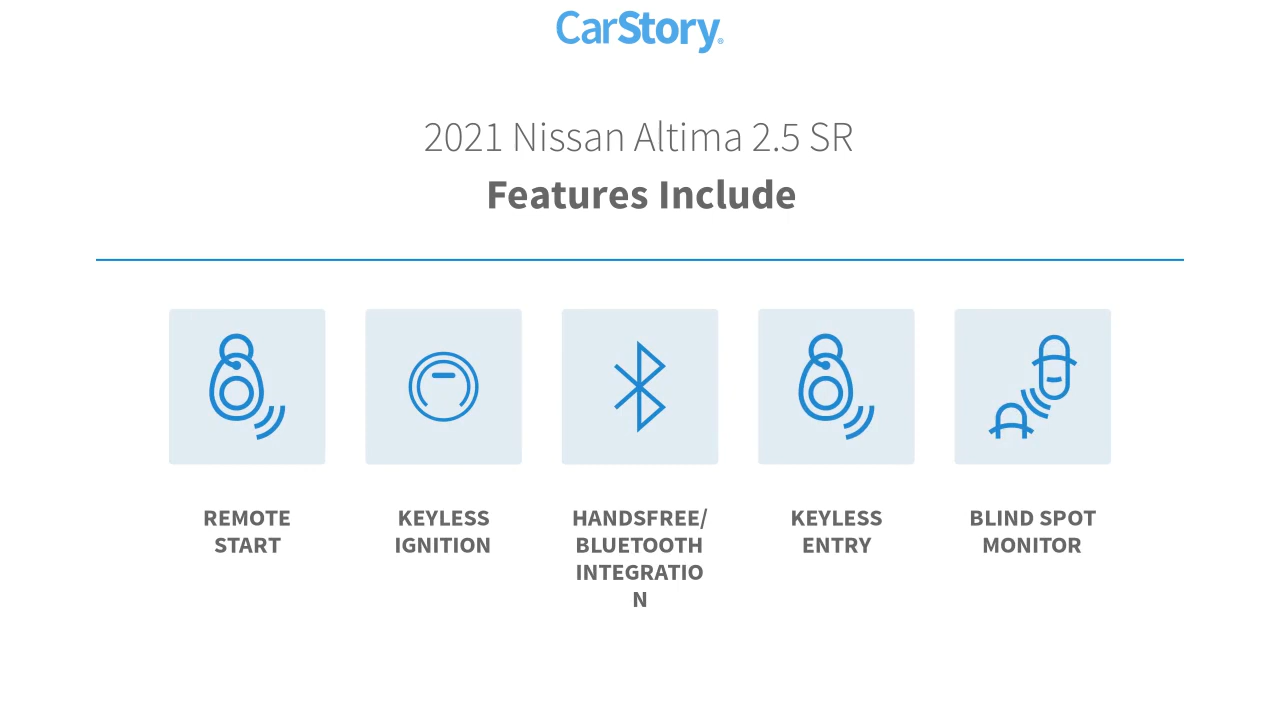 CarStory®
2021 Nissan Altima 2.5 SR
Features Include
REMOTE
START
KEYLESS
IGNITION
HANDSFREE/
BLUETOOTH
INTEGRATIO
N
KEYLESS
ENTRY
BLIND SPOT
MONITOR